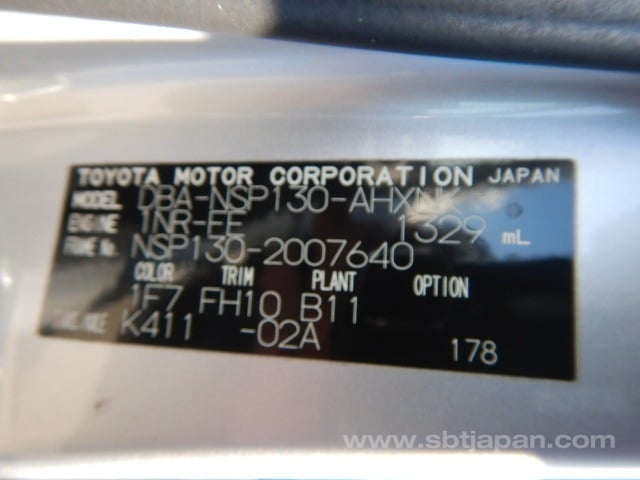 TOYOTA MOTOR CORPORATION JAPAN
MODEL DBA-NSP130-AHXNK
ENGINE 1NR-EE 1329 mL
FRAME No. NSP130-2007640
COLOR TRIM PLANT OPTION
1F7 FH10 B11
K411 -02A
178
www.sbtjapan.com